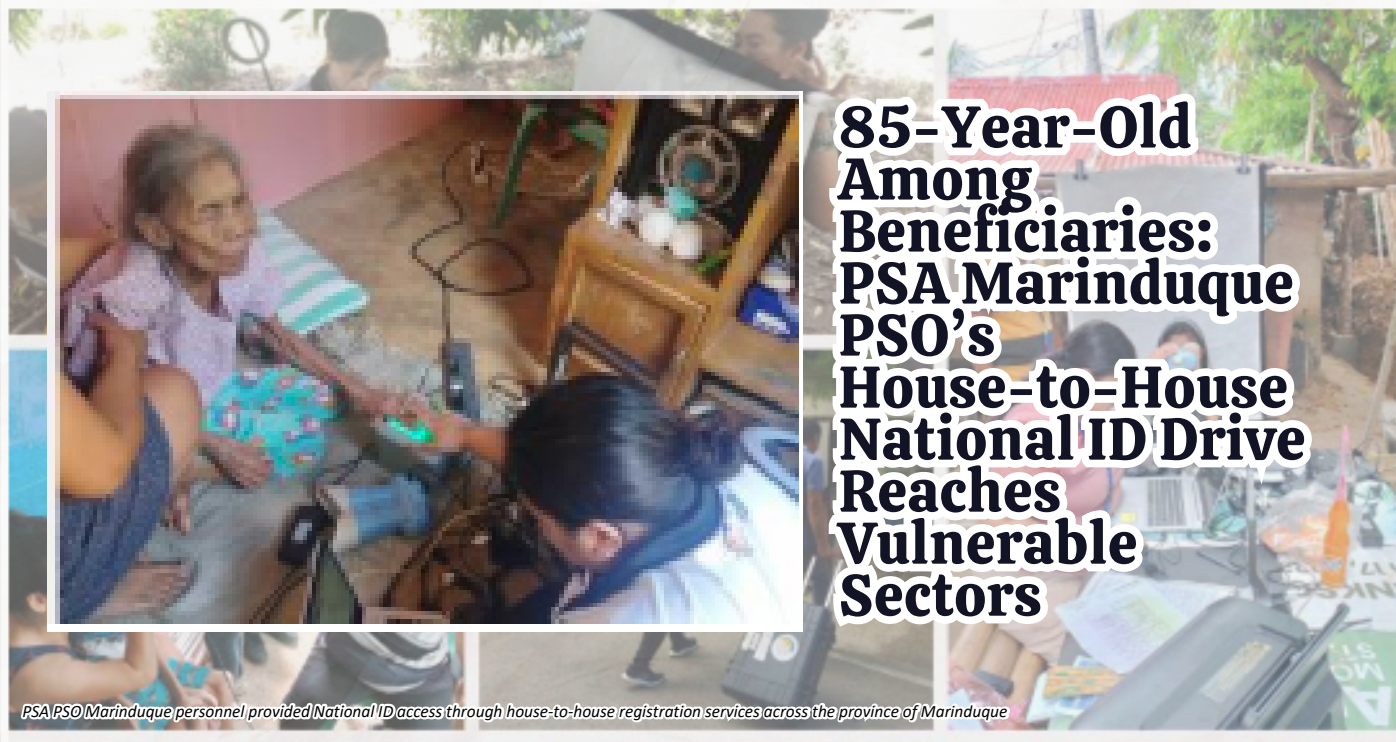 85-Year-Old
Among
Beneficiaries:
PSA Marinduque
PSO’s
House-to-House
National ID Drive
Reaches
Vulnerable
Sectors
PSA PSO Marinduque personnel provided National ID access through house-to-house registration services across the province of Marinduque